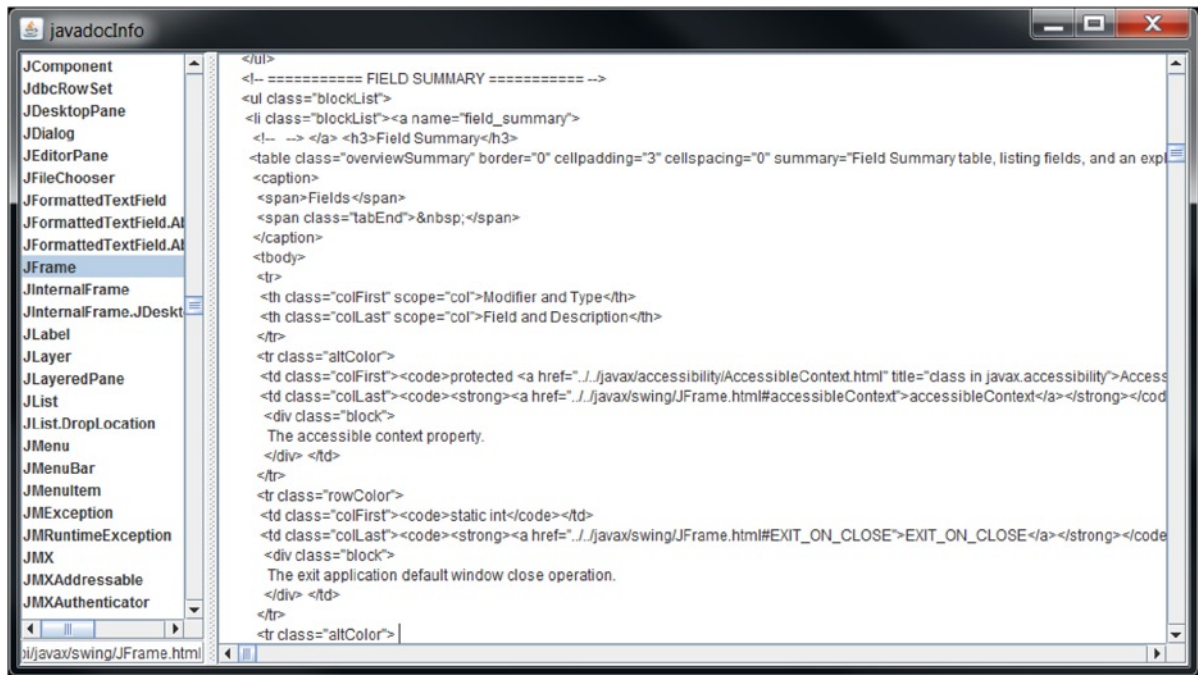 javadocInfo
JComponent
JdbcRowSet
JDesktopPane
JDialog
JEditorPane
JFileChooser
JFormattedTextField
JFormattedTextField.Al
JFormattedTextField.Al
JFrame
JInternalFrame
JInternalFrame.JDeskt
JLabel
JLayer
JLayeredPane
JList
JList.DropLocation
JMenu
JMenuBar
JMenuItem
JMException
JMRuntimeException
JMX
JMXAddressable
JMXAuthenticator
pi/javax/swing/JFrame.html
</ul>
<!-- =========== FIELD SUMMARY =========== -->
<ul class="blockList">
<li class="blockList"><a name="field_summary">
<!-- --> </a> <h3>Field Summary</h3>
<table class="overviewSummary" border="0" cellpadding="3" cellspacing="0" summary="Field Summary table, listing fields, and an expl
<caption>
<span>Fields</span>
<span class="tabEnd">&nbsp;</span>
</caption>
<tbody>
<tr>
<th class="colFirst" scope="col">Modifier and Type</th>
<th class="colLast" scope="col">Field and Description</th>
</tr>
<tr class="altColor">
<td class="colFirst"><code>protected <a href="../../javax/accessibility/AccessibleContext.html" title="class in javax.accessibility">Access
<td class="colLast"><code><strong><a href="../../javax/swing/JFrame.html#accessibleContext">accessibleContext</a></strong></cod
<div class="block">
The accessible context property.
</div> </td>
</tr>
<tr class="rowColor">
<td class="colFirst"><code>static int</code></td>
<td class="colLast"><code><strong><a href="../../javax/swing/JFrame.html#EXIT_ON_CLOSE">EXIT_ON_CLOSE</a></strong></code
<div class="block">
The exit application default window close operation.
</div> </td>
</tr>
<tr class="altColor">